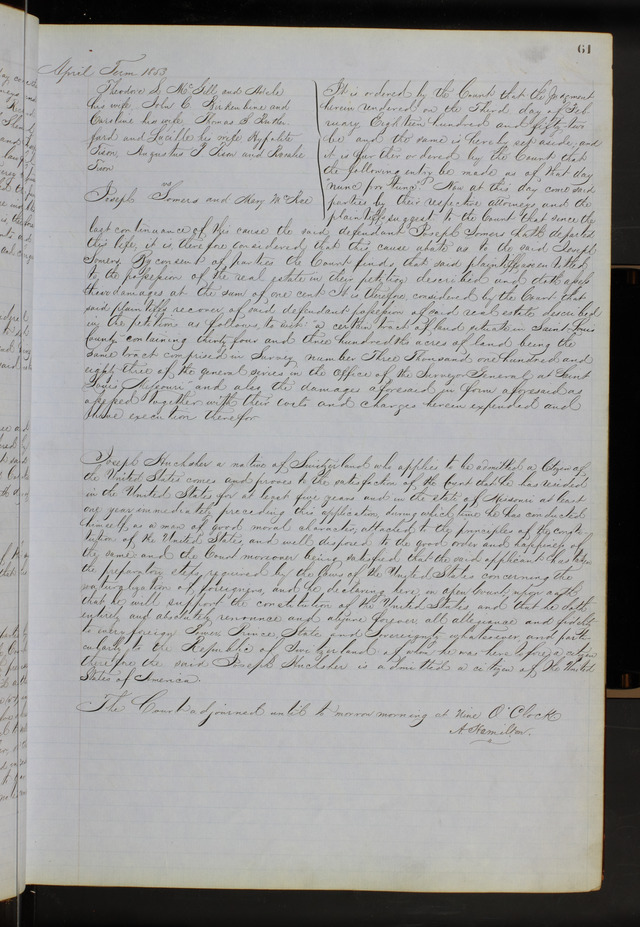 61
April Term 1853
Theodore L. McGill and Adele
his wife John C. Barkenbine and
Caroline his wife Thomas B.
ford and Lucille his wife Hypolite
Tison, Augustus P. Tison and Rosalie
Tison
vs
Joseph Somers and Mary McKee
It is ordered by the Court that the Judgment
herein rendered on the Third day of Feb
ruary Eighteen hundred and fifty two
be and the same is hereby set aside, and
it is further ordered by the Court that
the following entry be made as of that day
"nunc pro tunc" Now at this day come said
parties by their respective attorneys and the
plaintiffs suggest to the Court that since the
last continuance of this cause the said defendant Joseph Somers hath departed
this life, it is therefore considered that this cause abate as to the said Joseph
Somers. By consent of parties the Court finds that said plaintiffs are entitled
to the possession of the real estate in their petition described and doth assess
their damages at the sum of one cent It is therefore considered by the Court that
said plaintiffs recover of said defendant possession of said real estate described
in the petition as follows, to wit: "a certain tract of land situate in Saint Louis
County" containing thirty four and three hundredths acres of land being the
same tract comprised in Survey number Three Thousand one hundred and
eighty three of the general series in the office of the Surveyor General at Saint
Louis Missouri" and also the damages aforesaid in form aforesaid as
assessed together with their costs and charges herein expended and
have execution therefor
Joseph Huchsler a native of Switzerland who applies to be admitted a Citizen of
the United States comes and proves to the satisfaction of the Court that he has resided
in the United States for at least five years and in the state of Missouri at least
one year immediately preceding this application during which time he has conducted
himself as a man of good moral character, attached to the principles of the consti
tution of the United States, and well disposed to the good order and happiness of
the same and the Court moreover being satisfied that the said applicant has taken
the preparatory steps required by the laws of the United States concerning the
naturalization of foreigners, and he declaring here in open Court upon oath
that he will support the constitution of the United States and that he doth
entirely and absolutely renounce and abjure forever all allegiance and fidelity
to every foreign Power, Prince, State and Sovereignty whatsoever and parti
cularly to the Republic of Switzerland of whom he was heretofore a citizen
therefore the said Joseph Huchsler is admitted a citizen of the United
States of America.
The Court adjourned until to morrow morning at Nine O'Clock
A Hamilton